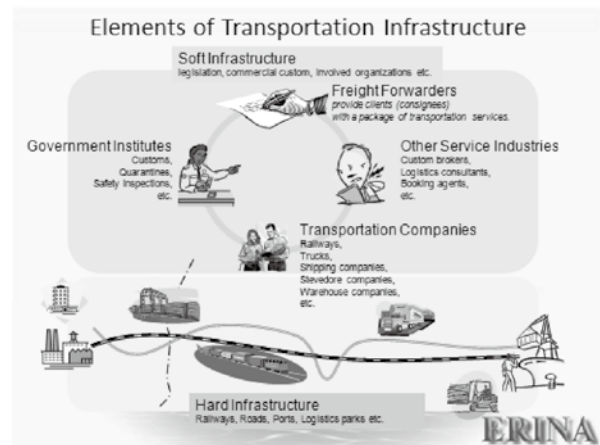 Elements of Transportation Infrastructure
Soft Infrastructure
legislation, commercial custom, involved organizations etc.
Freight Forwarders
provide clients (consignees)
with a package of transportation services.
Government Institutes
Customs,
Quarantines,
Safety Inspections,
etc.
Other Service Industries
Custom brokers,
Logistics consultants,
Booking agents,
etc.
Transportation Companies
Railways,
Trucks,
Shipping companies,
Stevedore companies,
Warehouse companies,
etc.
Hard Infrastructure
Railways, Roads, Ports, Logistics parks etc.
ERINA